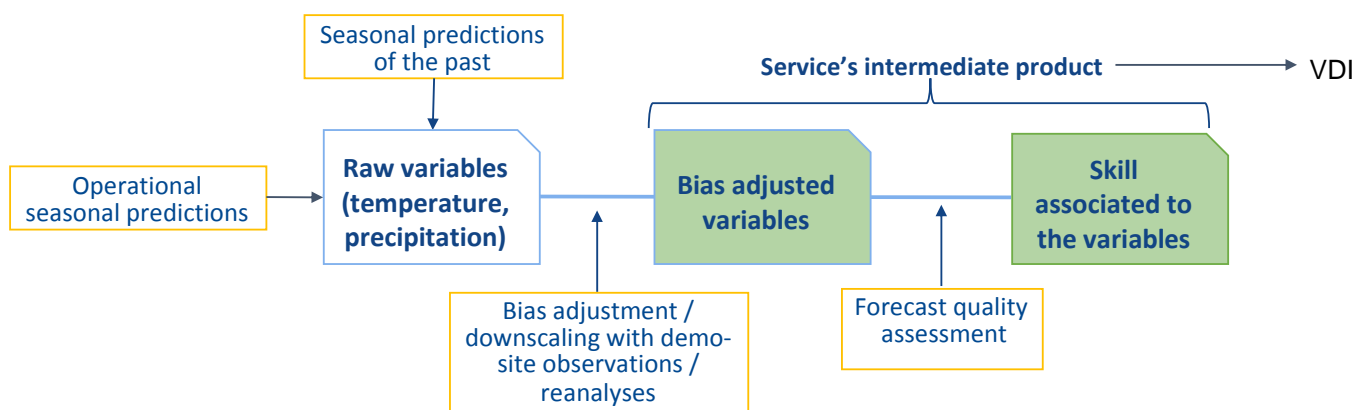 Seasonal predictions
of the past
Service's intermediate product
VDI
Operational
seasonal predictions
Raw variables
(temperature,
precipitation)
Bias adjusted
variables
Skill
associated to
the variables
Bias adjustment /
downscaling with demo-
site observations /
reanalyses
Forecast quality
assessment